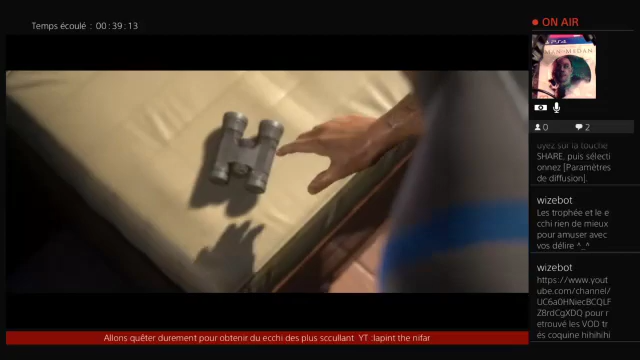 Temps écoulé : 00:39:13
ON AIR
MAN OF MEDAN
0
2
uyez sur la touche
SHARE, puis sélecti
onnez [Paramètres
de diffusion].
wizebot
Les trophée et le e
cchi rien de mieux
pour amuser avec
vos délire ^_^
wizebot
https://www.yout
ube.com/channel/
UC6a0HNiecBCQLF
Z8rdCgXDQ pour r
etrouvé les VOD tr
és coquine hihihihi
Allons quêter durement pour obtenir du ecchi des plus sccullant YT :lapint the nifar